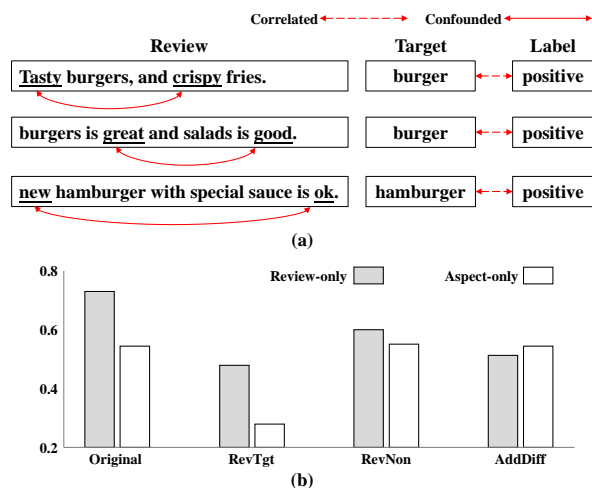 Correlated Confounded
Review Target Label
Tasty burgers, and crispy fries. burger positive
burgers is great and salads is good. burger positive
new hamburger with special sauce is ok. hamburger positive
(a)
0.8
Review-only Aspect-only
0.6
0.4
0.2
Original RevTgt RevNon AddDiff
(b)